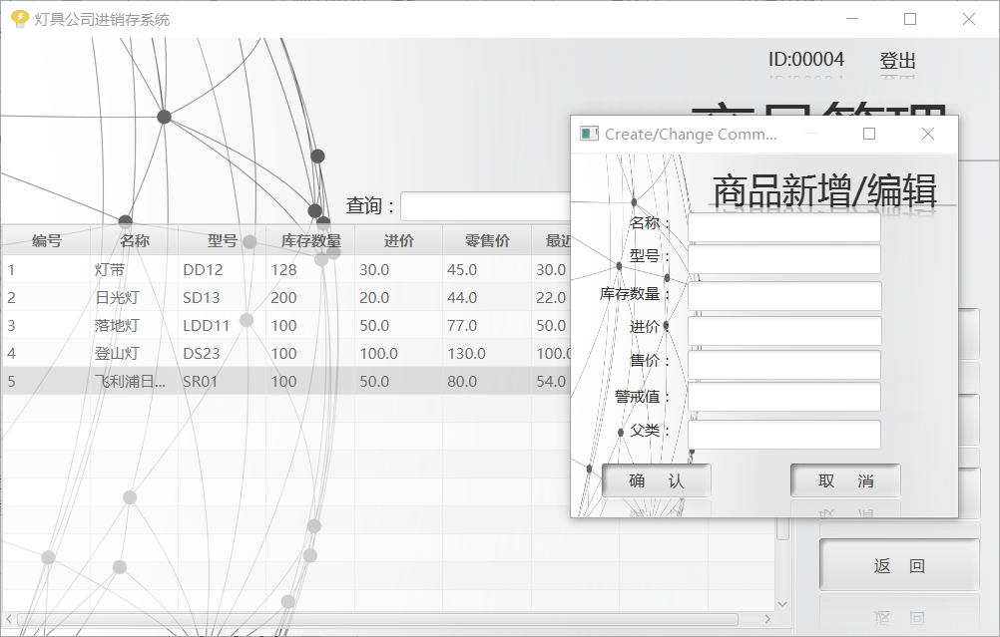 灯具公司进销存系统
ID:00004 登出
商品管理
查询：
编号 名称 型号 库存数量 进价 零售价 最近
1 灯带 DD12 128 30.0 45.0 30.0
2 日光灯 SD13 200 20.0 44.0 22.0
3 落地灯 LDD11 100 50.0 77.0 50.0
4 登山灯 DS23 100 100.0 130.0 100.0
5 飞利浦日... SR01 100 50.0 80.0 54.0
Create/Change Comm...
商品新增/编辑
名称：
型号：
库存数量：
进价：
售价：
警戒值：
父类：
确 认 取 消
返 回